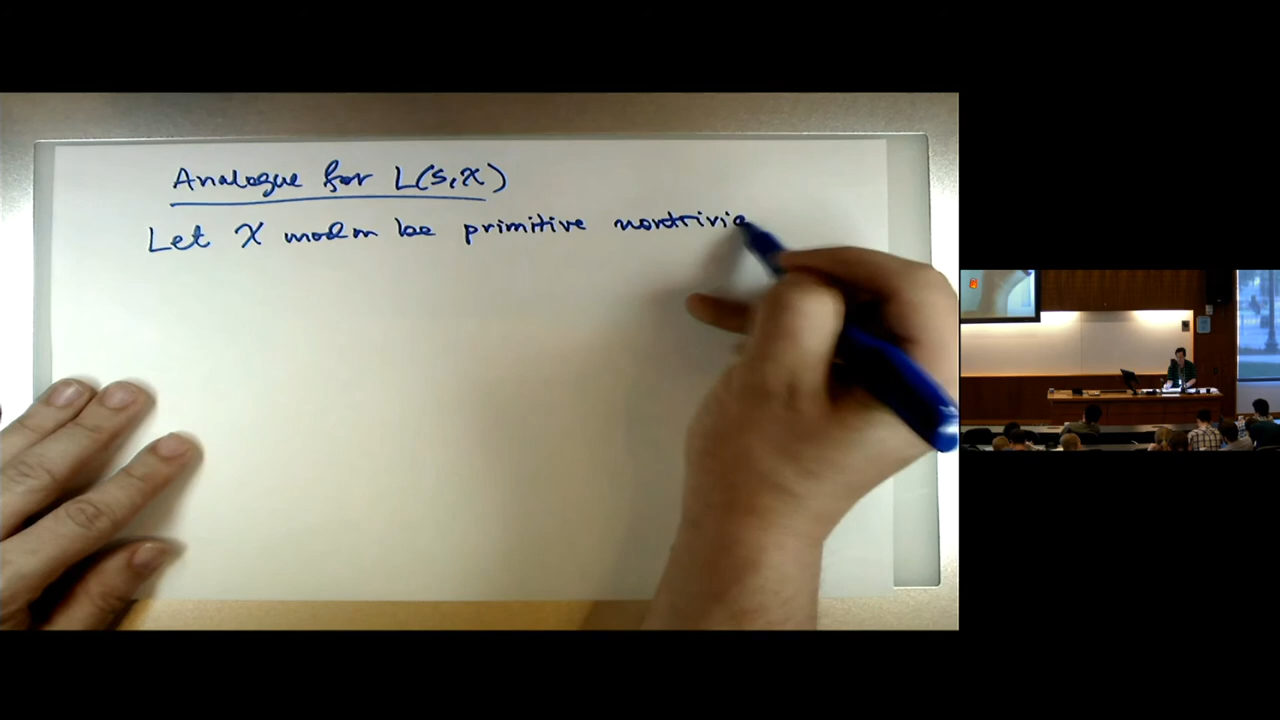 Analogue for L(s,χ)
Let χ mod m be primitive nontrivia